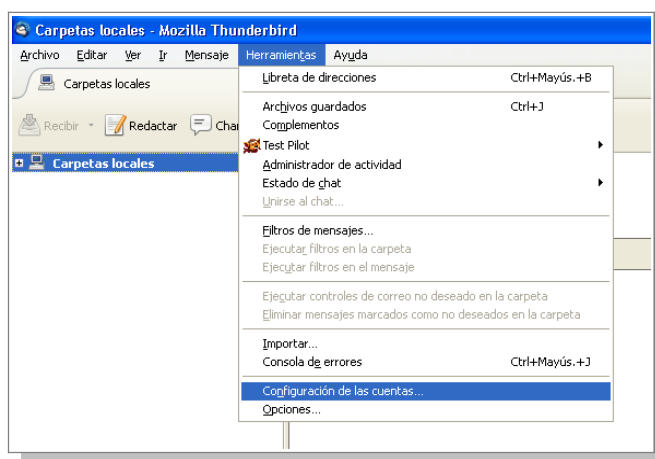 Carpetas locales - Mozilla Thunderbird
Archivo Editar Ver Ir Mensaje Herramientas Ayuda
Carpetas locales
Recibir Redactar
Carpetas locales
Libreta de direcciones Ctrl+Mayús.+B
Archivos guardados Ctrl+J
Complementos
Test Pilot
Administrador de actividad
Estado de chat
Unirse al chat...
Filtros de mensajes...
Ejecutar filtros en la carpeta
Ejecutar filtros en el mensaje
Ejecutar controles de correo no deseado en la carpeta
Eliminar mensajes marcados como no deseados en la carpeta
Importar...
Consola de errores Ctrl+Mayús.+J
Configuración de las cuentas...
Opciones...